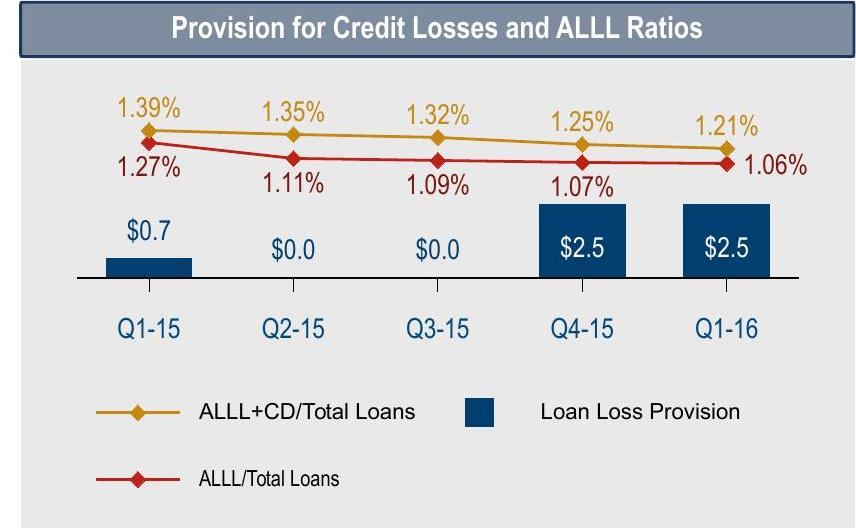 Provision for Credit Losses and ALLL Ratios
1.39% 1.35% 1.32% 1.25% 1.21%
1.27% 1.11% 1.09% 1.07% 1.06%
$0.7 $0.0 $0.0 $2.5 $2.5
Q1-15 Q2-15 Q3-15 Q4-15 Q1-16
ALLL+CD/Total Loans Loan Loss Provision
ALLL/Total Loans